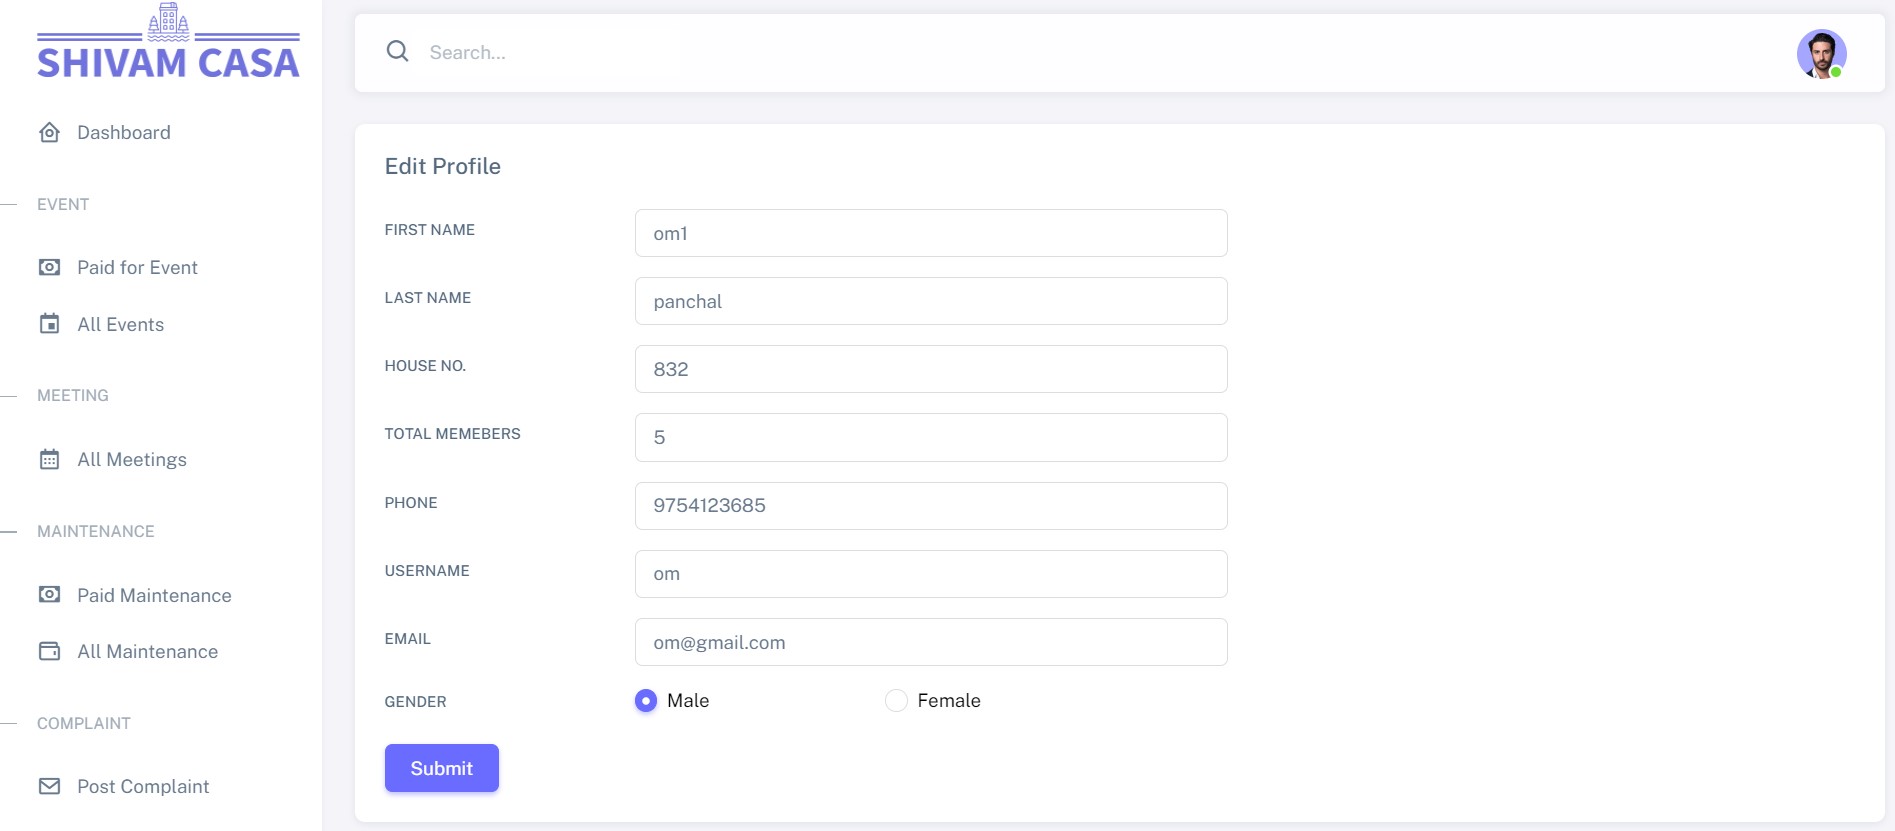 SHIVAM CASA
Search...
Dashboard
EVENT
Paid for Event
All Events
MEETING
All Meetings
MAINTENANCE
Paid Maintenance
All Maintenance
COMPLAINT
Post Complaint
Edit Profile
FIRST NAME om1
LAST NAME panchal
HOUSE NO. 832
TOTAL MEMEBERS 5
PHONE 9754123685
USERNAME om
EMAIL om@gmail.com
GENDER Male Female
Submit